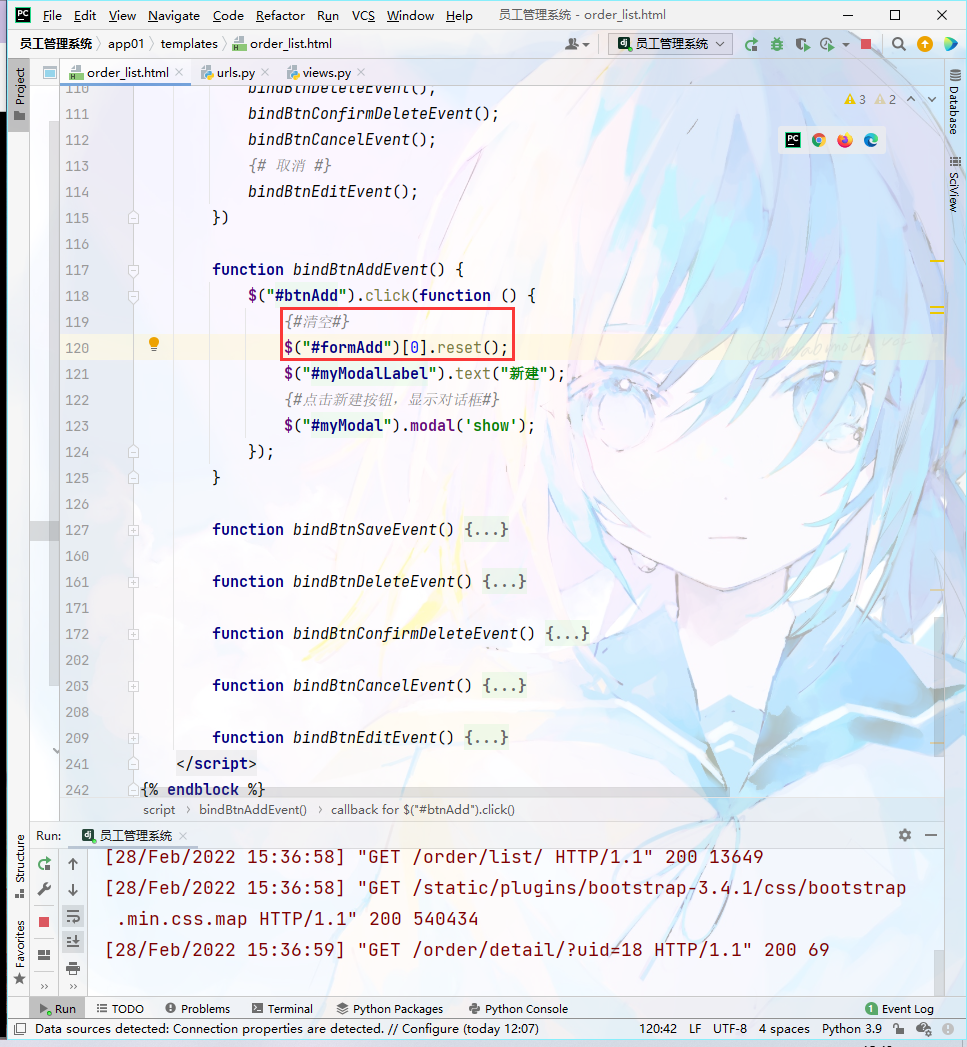 File Edit View Navigate Code Refactor Run VCS Window Help 员工管理系统 - order_list.html
员工管理系统 app01 templates order_list.html 员工管理系统
Project
order_list.html urls.py views.py
110 bindBtnDeleteEvent();
3 2
111 bindBtnConfirmDeleteEvent();
112 bindBtnCancelEvent();
113 {# 取消 #}
114 bindBtnEditEvent();
115 })
116
117 function bindBtnAddEvent() {
118 $("#btnAdd").click(function () {
119 {#清空#}
120 $("#formAdd")[0].reset();
121 $("#myModalLabel").text("新建");
122 {#点击新建按钮，显示对话框#}
123 $("#myModal").modal('show');
124 });
125 }
126
127 function bindBtnSaveEvent() {...}
160
161 function bindBtnDeleteEvent() {...}
171
172 function bindBtnConfirmDeleteEvent() {...}
202
203 function bindBtnCancelEvent() {...}
208
209 function bindBtnEditEvent() {...}
241 </script>
242 {% endblock %}
script bindBtnAddEvent() callback for $("#btnAdd").click()
Database
SciView
Run: 员工管理系统
[28/Feb/2022 15:36:58] "GET /order/list/ HTTP/1.1" 200 13649
[28/Feb/2022 15:36:58] "GET /static/plugins/bootstrap-3.4.1/css/bootstrap
.min.css.map HTTP/1.1" 200 540434
[28/Feb/2022 15:36:59] "GET /order/detail/?uid=18 HTTP/1.1" 200 69
Structure
Favorites
Run TODO Problems Terminal Python Packages Python Console 1 Event Log
Data sources detected: Connection properties are detected. // Configure (today 12:07) 120:42 LF UTF-8 4 spaces Python 3.9